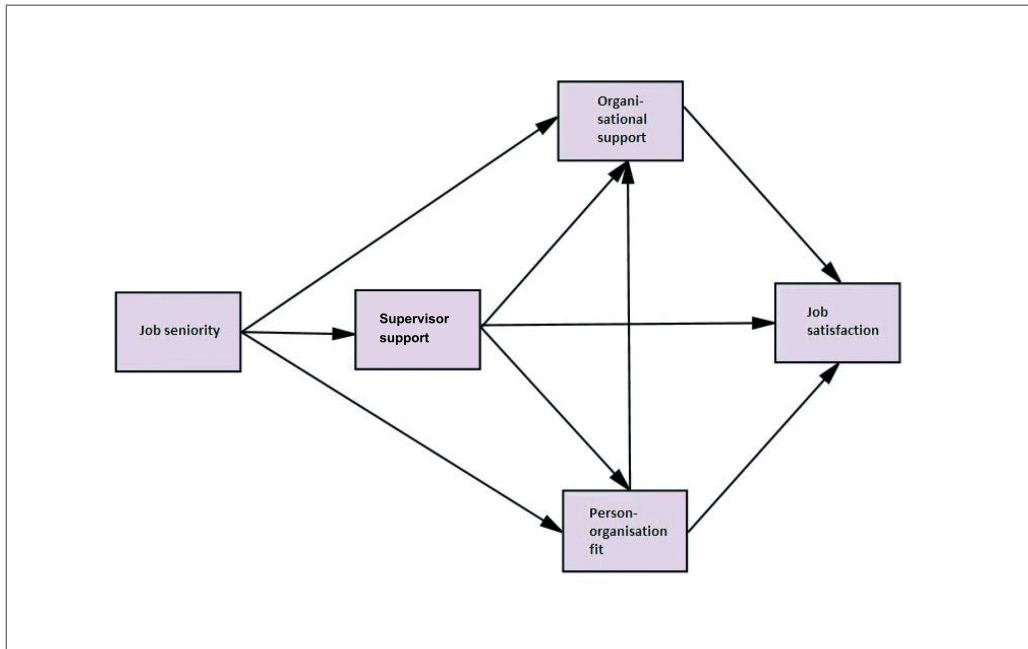 Organi-
sational
support
Job seniority
Supervisor
support
Job
satisfaction
Person-
organisation
fit